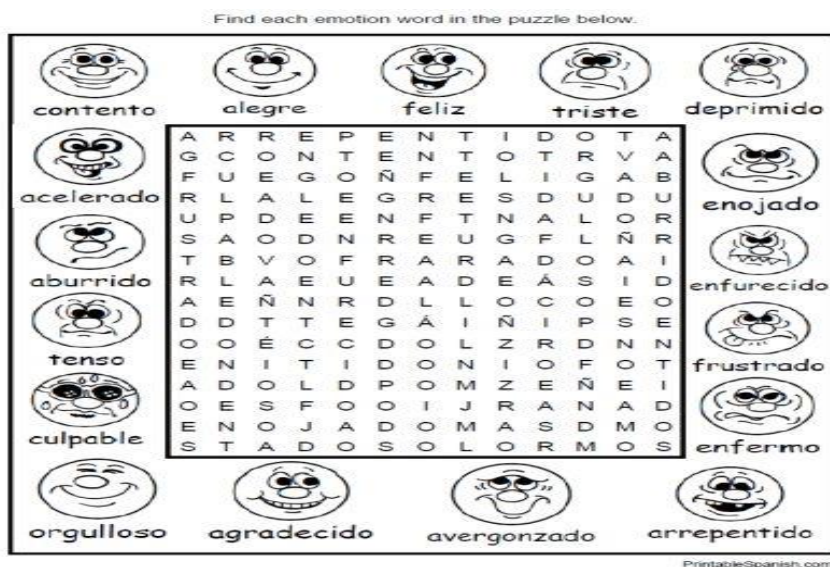 Find each emotion word in the puzzle below.
contento alegre feliz triste deprimido
A R R E P E N T I D O T A
G C O N T E N T O T R V A
F U E G O Ñ F E L I G A B
acelerado R L A L E G R E S D U D U enojado
U P D E E N F T N A L O R
S A O D N R E U G F L Ñ R
T B V O F R A R A D O A I
aburrido R L A E U E A D E Á S I D enfurecido
A E Ñ N R D L L O C O E O
D D T T E G Á I Ñ I P S E
O O É C C D O L Z R D N N
tenso E N I T I D O N I O F O T frustrado
A D O L D P O M Z E Ñ E I
O E S F O O I J R A N A D
culpable E N O J A D O M A S D M O
S T A D O S O L O R M O S enfermo
orgulloso agradecido avergonzado arrepentido
PrintableSpanish.com